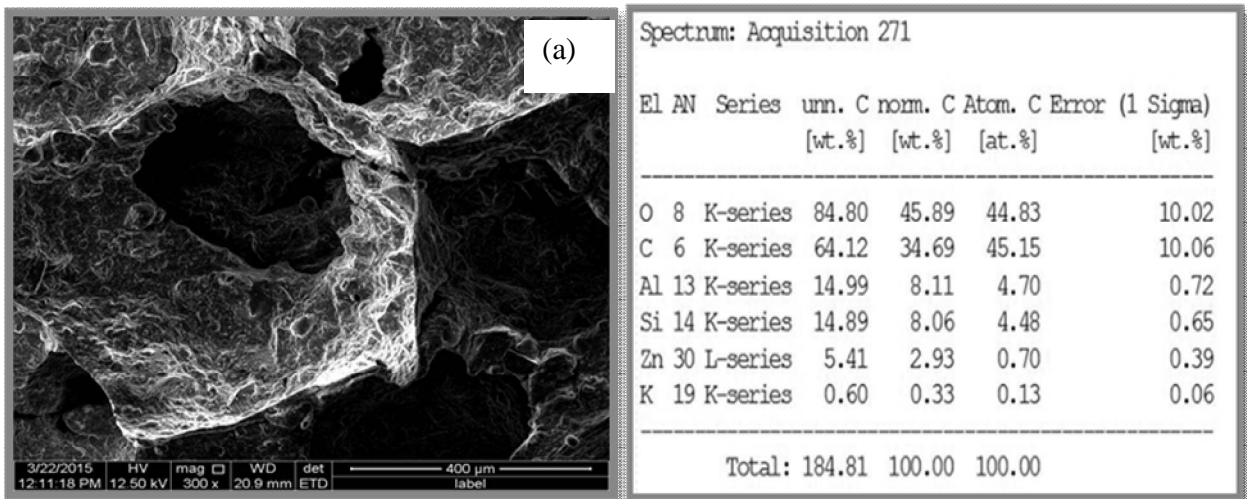 (a)
3/22/2015 HV mag WD det 400 µm
12:11:18 PM 12.50 kV 300 x 20.9 mm ETD label
Spectrum: Acquisition 271
El AN Series unn. C norm. C Atom. C Error (1 Sigma)
[wt.%] [wt.%] [at.%] [wt.%]
O 8 K-series 84.80 45.89 44.83 10.02
C 6 K-series 64.12 34.69 45.15 10.06
Al 13 K-series 14.99 8.11 4.70 0.72
Si 14 K-series 14.89 8.06 4.48 0.65
Zn 30 L-series 5.41 2.93 0.70 0.39
K 19 K-series 0.60 0.33 0.13 0.06
Total: 184.81 100.00 100.00